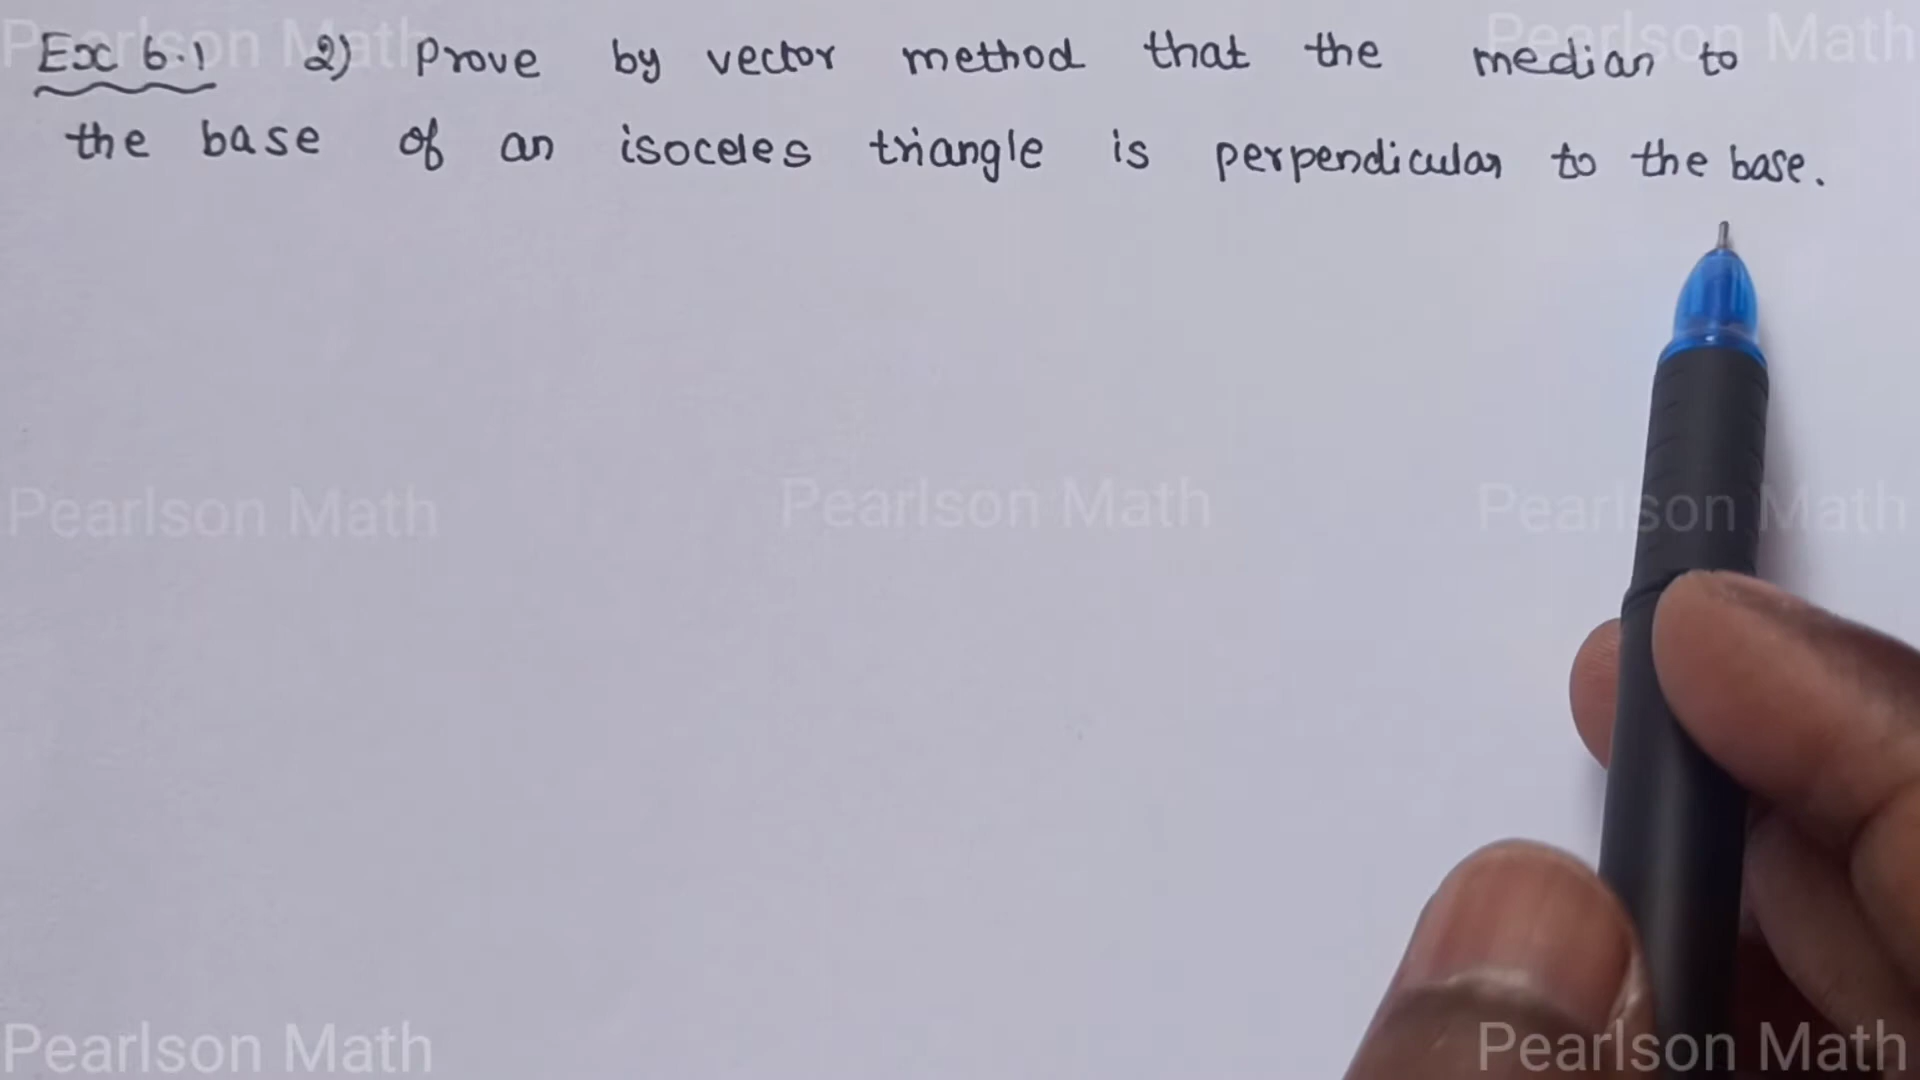 Ex 6.1 2) Prove by vector method that the median to
the base of an isoceles triangle is perpendicular to the base.
Pearlson Math Pearlson Math
Pearlson Math Pearlson Math Pearlson Math
Pearlson Math Pearlson Math